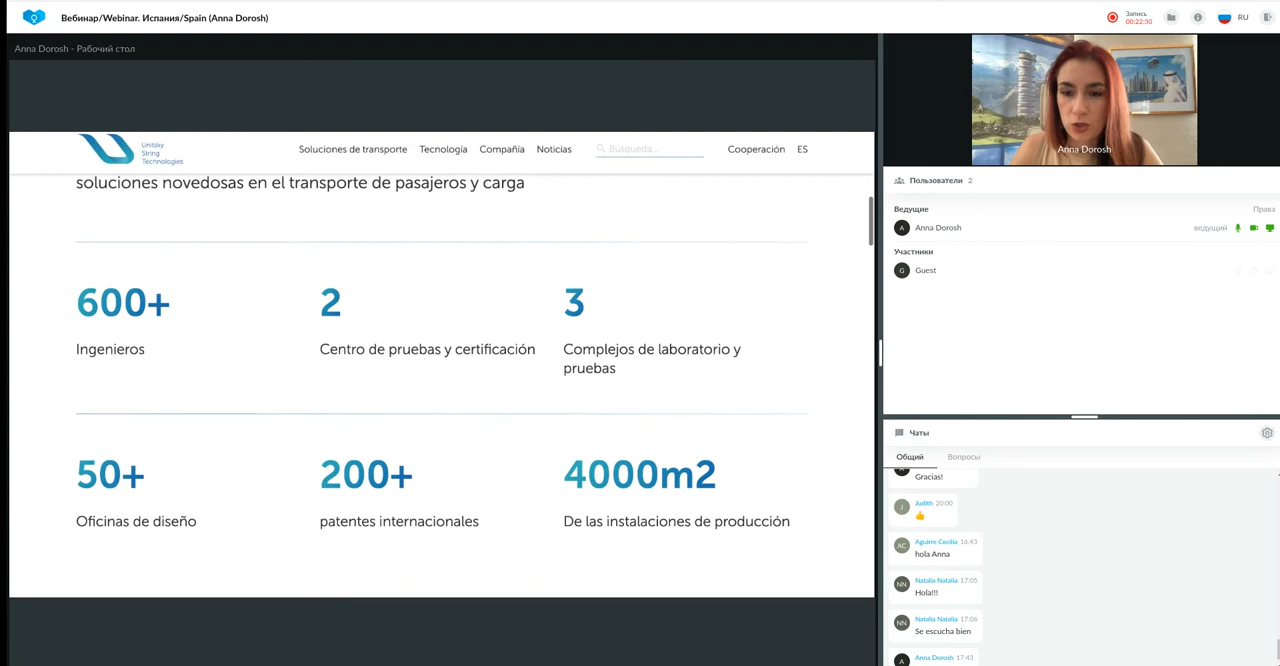 Вебинар/Webinar. Испания/Spain (Anna Dorosh)
Запись
00:22:50
RU
Anna Dorosh - Рабочий стол
Unitsky
String
Technologies
Soluciones de transporte
Tecnología
Compañía
Noticias
Búsqueda...
Cooperación
ES
soluciones novedosas en el transporte de pasajeros y carga
600+
2
3
Ingenieros
Centro de pruebas y certificación
Complejos de laboratorio y
pruebas
50+
200+
4000m2
Oficinas de diseño
patentes internacionales
De las instalaciones de producción
Anna Dorosh
Пользователи 2
Ведущие
Права
A
Anna Dorosh
ведущий
Участники
G
Guest
Чаты
Общий
Вопросы
Gracias!
J
Judith 20:00
AC
Aguirre Cecilia 16:43
hola Anna
NN
Natalia Natalia 17:05
Hola!!!
NN
Natalia Natalia 17:06
Se escucha bien
A
Anna Dorosh 17:43